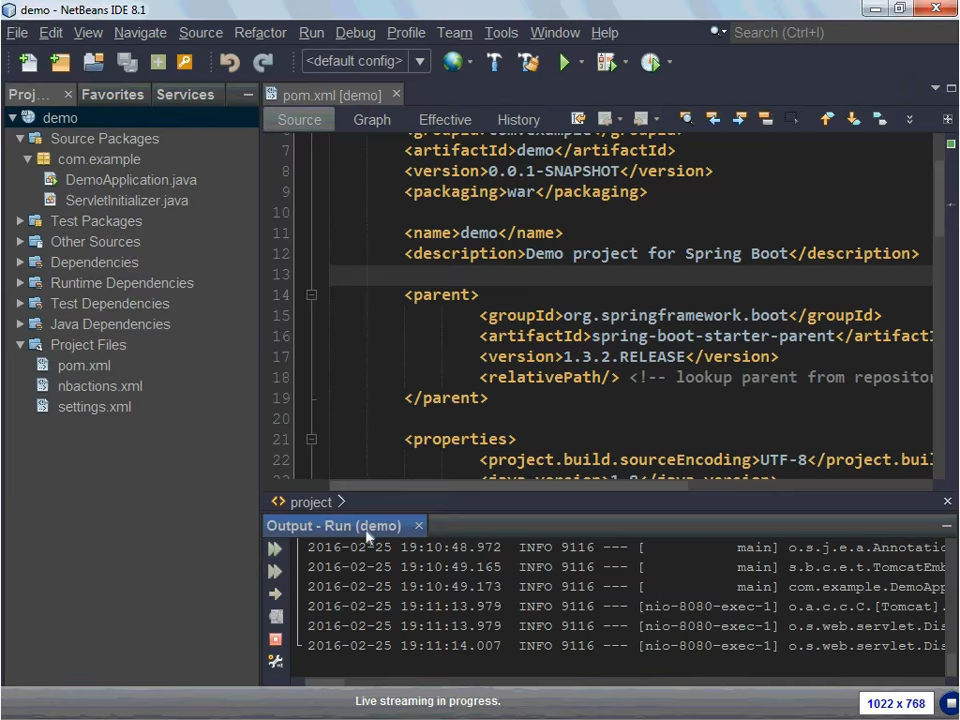 demo - NetBeans IDE 8.1
File Edit View Navigate Source Refactor Run Debug Profile Team Tools Window Help
Search (Ctrl+I)
<default config>
Proj... × Favorites Services
pom.xml [demo] ×
Source Graph Effective History
demo
Source Packages
com.example
DemoApplication.java
ServletInitializer.java
Test Packages
Other Sources
Dependencies
Runtime Dependencies
Test Dependencies
Java Dependencies
Project Files
pom.xml
nbactions.xml
settings.xml
7 <artifactId>demo</artifactId>
8 <version>0.0.1-SNAPSHOT</version>
9 <packaging>war</packaging>
10
11 <name>demo</name>
12 <description>Demo project for Spring Boot</description>
13
14 <parent>
15 <groupId>org.springframework.boot</groupId>
16 <artifactId>spring-boot-starter-parent</artifactI
17 <version>1.3.2.RELEASE</version>
18 <relativePath/> <!-- lookup parent from repositor
19 </parent>
20
21 <properties>
22 <project.build.sourceEncoding>UTF-8</project.buil
project
Output - Run (demo) ×
2016-02-25 19:10:48.972 INFO 9116 --- [ main] o.s.j.e.a.Annotatio
2016-02-25 19:10:49.165 INFO 9116 --- [ main] s.b.c.e.t.TomcatEmb
2016-02-25 19:10:49.173 INFO 9116 --- [ main] com.example.DemoApp
2016-02-25 19:11:13.979 INFO 9116 --- [nio-8080-exec-1] o.a.c.c.C.[Tomcat].
2016-02-25 19:11:13.979 INFO 9116 --- [nio-8080-exec-1] o.s.web.servlet.Dis
2016-02-25 19:11:14.007 INFO 9116 --- [nio-8080-exec-1] o.s.web.servlet.Dis
Live streaming in progress.
1022 x 768